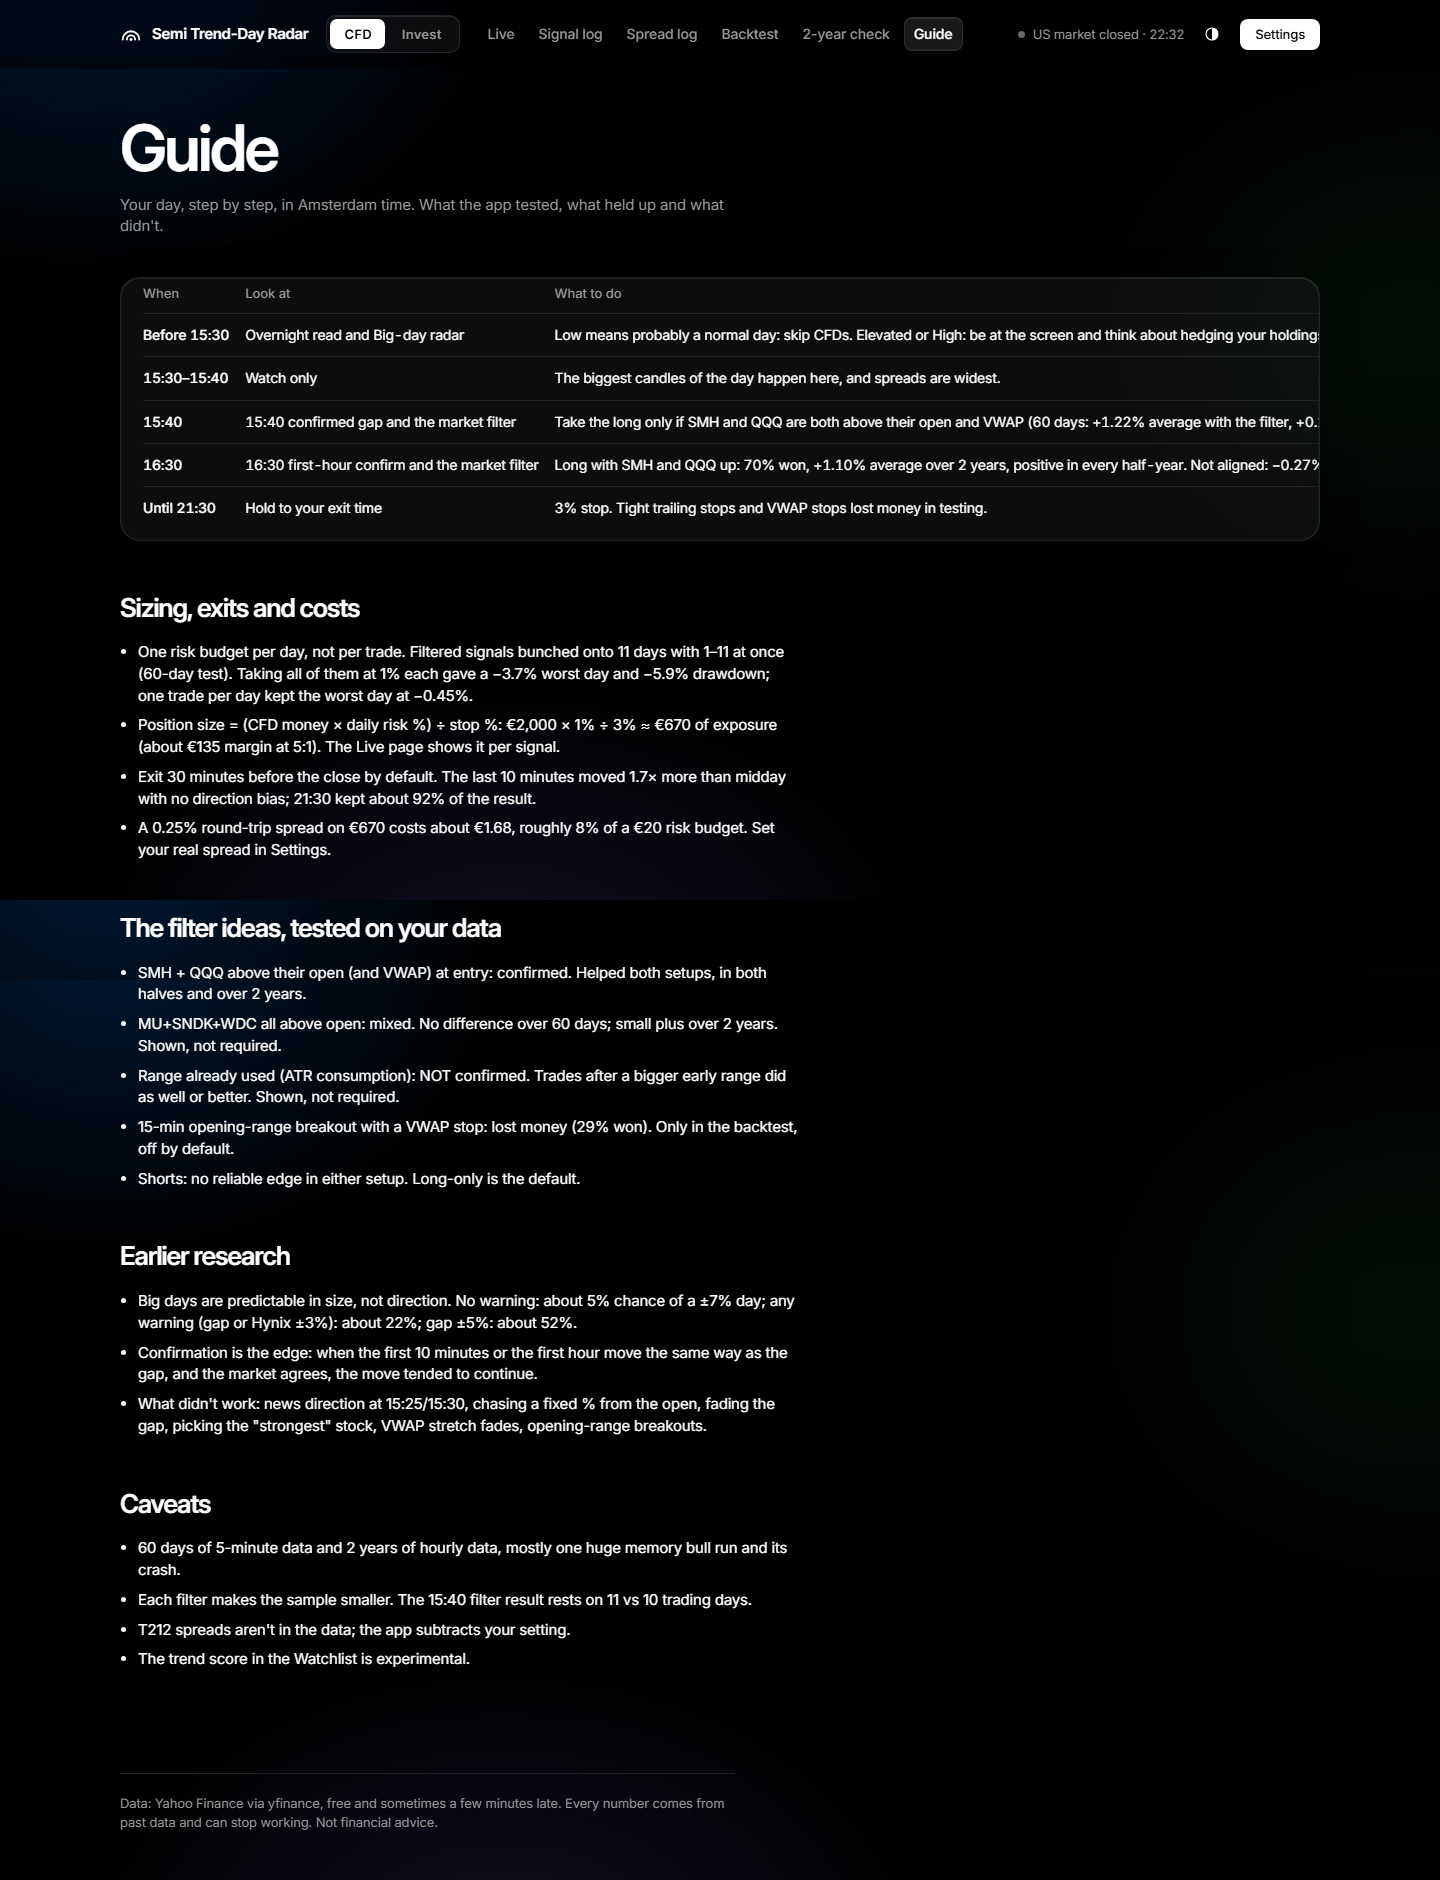 Semi Trend-Day Radar CFD Invest Live Signal log Spread log Backtest 2-year check Guide US market closed · 22:32 Settings
Guide
Your day, step by step, in Amsterdam time. What the app tested, what held up and what
didn't.
When Look at What to do
Before 15:30 Overnight read and Big-day radar Low means probably a normal day: skip CFDs. Elevated or High: be at the screen and think about hedging your holdings
15:30–15:40 Watch only The biggest candles of the day happen here, and spreads are widest.
15:40 15:40 confirmed gap and the market filter Take the long only if SMH and QQQ are both above their open and VWAP (60 days: +1.22% average with the filter, +0.
16:30 16:30 first-hour confirm and the market filter Long with SMH and QQQ up: 70% won, +1.10% average over 2 years, positive in every half-year. Not aligned: −0.27%
Until 21:30 Hold to your exit time 3% stop. Tight trailing stops and VWAP stops lost money in testing.
Sizing, exits and costs
• One risk budget per day, not per trade. Filtered signals bunched onto 11 days with 1–11 at once
(60-day test). Taking all of them at 1% each gave a −3.7% worst day and −5.9% drawdown;
one trade per day kept the worst day at −0.45%.
• Position size = (CFD money × daily risk %) ÷ stop %: €2,000 × 1% ÷ 3% ≈ €670 of exposure
(about €135 margin at 5:1). The Live page shows it per signal.
• Exit 30 minutes before the close by default. The last 10 minutes moved 1.7× more than midday
with no direction bias; 21:30 kept about 92% of the result.
• A 0.25% round-trip spread on €670 costs about €1.68, roughly 8% of a €20 risk budget. Set
your real spread in Settings.
The filter ideas, tested on your data
• SMH + QQQ above their open (and VWAP) at entry: confirmed. Helped both setups, in both
halves and over 2 years.
• MU+SNDK+WDC all above open: mixed. No difference over 60 days; small plus over 2 years.
Shown, not required.
• Range already used (ATR consumption): NOT confirmed. Trades after a bigger early range did
as well or better. Shown, not required.
• 15-min opening-range breakout with a VWAP stop: lost money (29% won). Only in the backtest,
off by default.
• Shorts: no reliable edge in either setup. Long-only is the default.
Earlier research
• Big days are predictable in size, not direction. No warning: about 5% chance of a ±7% day; any
warning (gap or Hynix ±3%): about 22%; gap ±5%: about 52%.
• Confirmation is the edge: when the first 10 minutes or the first hour move the same way as the
gap, and the market agrees, the move tended to continue.
• What didn't work: news direction at 15:25/15:30, chasing a fixed % from the open, fading the
gap, picking the "strongest" stock, VWAP stretch fades, opening-range breakouts.
Caveats
• 60 days of 5-minute data and 2 years of hourly data, mostly one huge memory bull run and its
crash.
• Each filter makes the sample smaller. The 15:40 filter result rests on 11 vs 10 trading days.
• T212 spreads aren't in the data; the app subtracts your setting.
• The trend score in the Watchlist is experimental.
Data: Yahoo Finance via yfinance, free and sometimes a few minutes late. Every number comes from
past data and can stop working. Not financial advice.